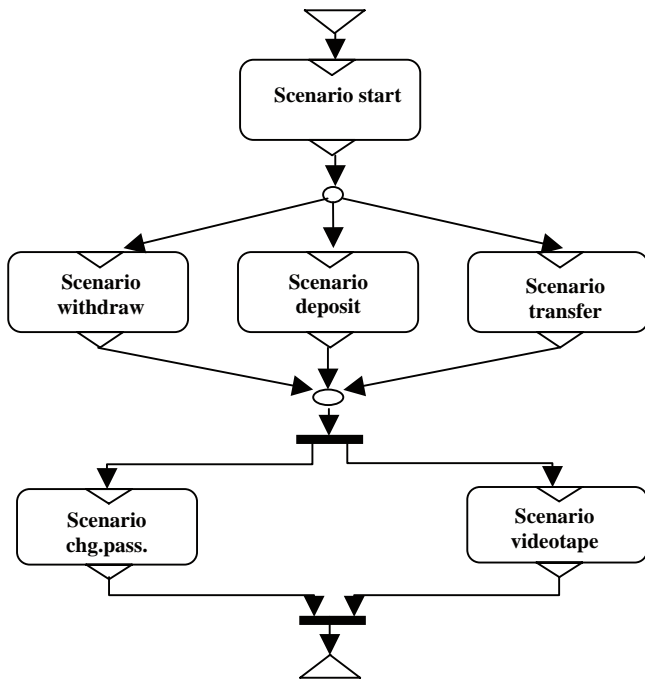 Scenario start
Scenario
withdraw
Scenario
deposit
Scenario
transfer
Scenario
chg.pass.
Scenario
videotape